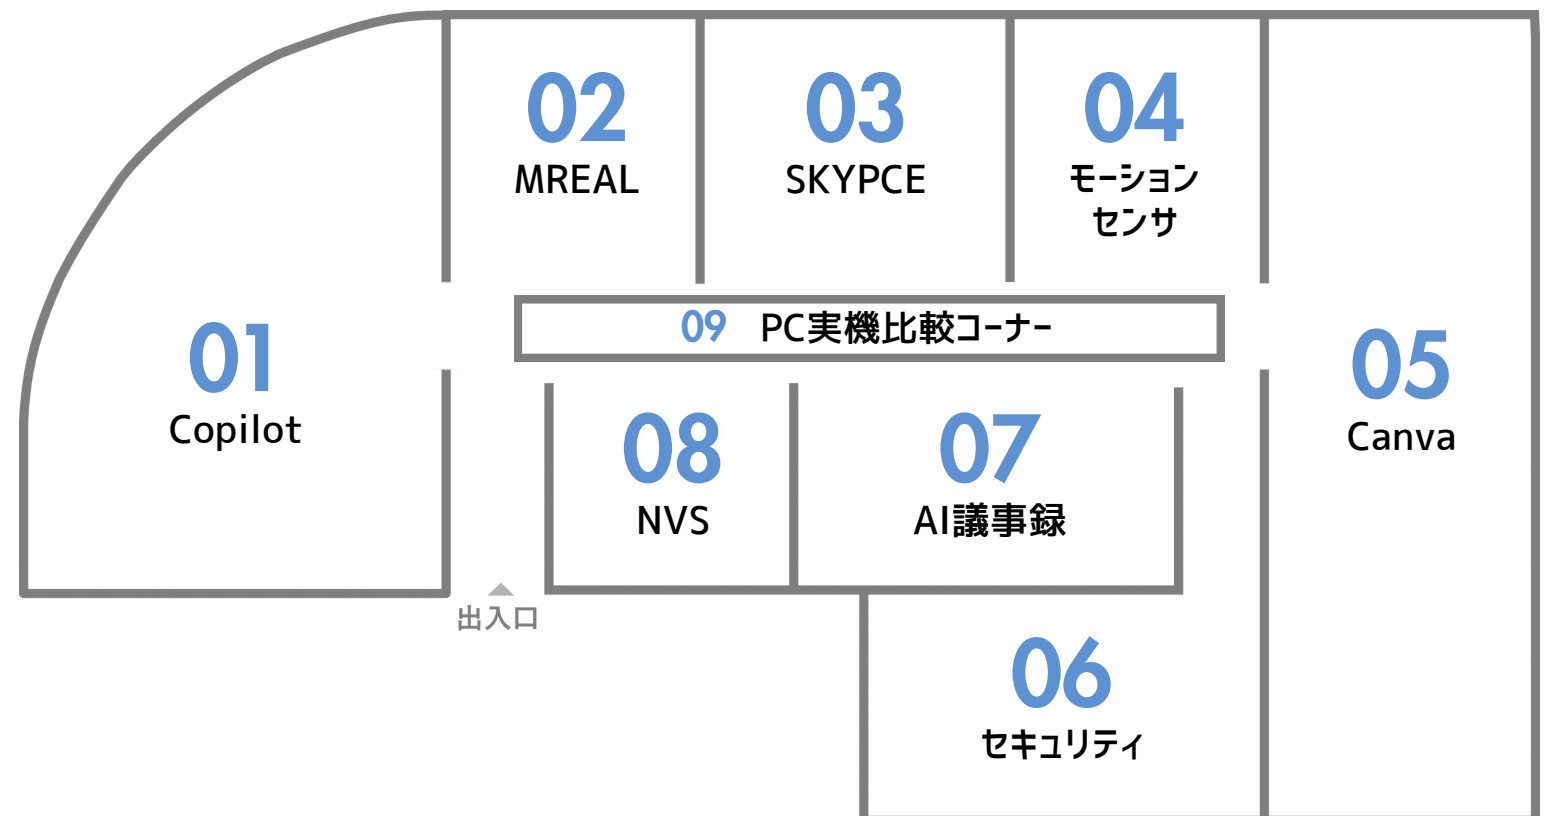 01
Copilot
02
MREAL
03
SKYPCE
04
モーション
センサ
05
Canva
09 PC実機比較コーナー
08
NVS
07
AI議事録
出入口
06
セキュリティ